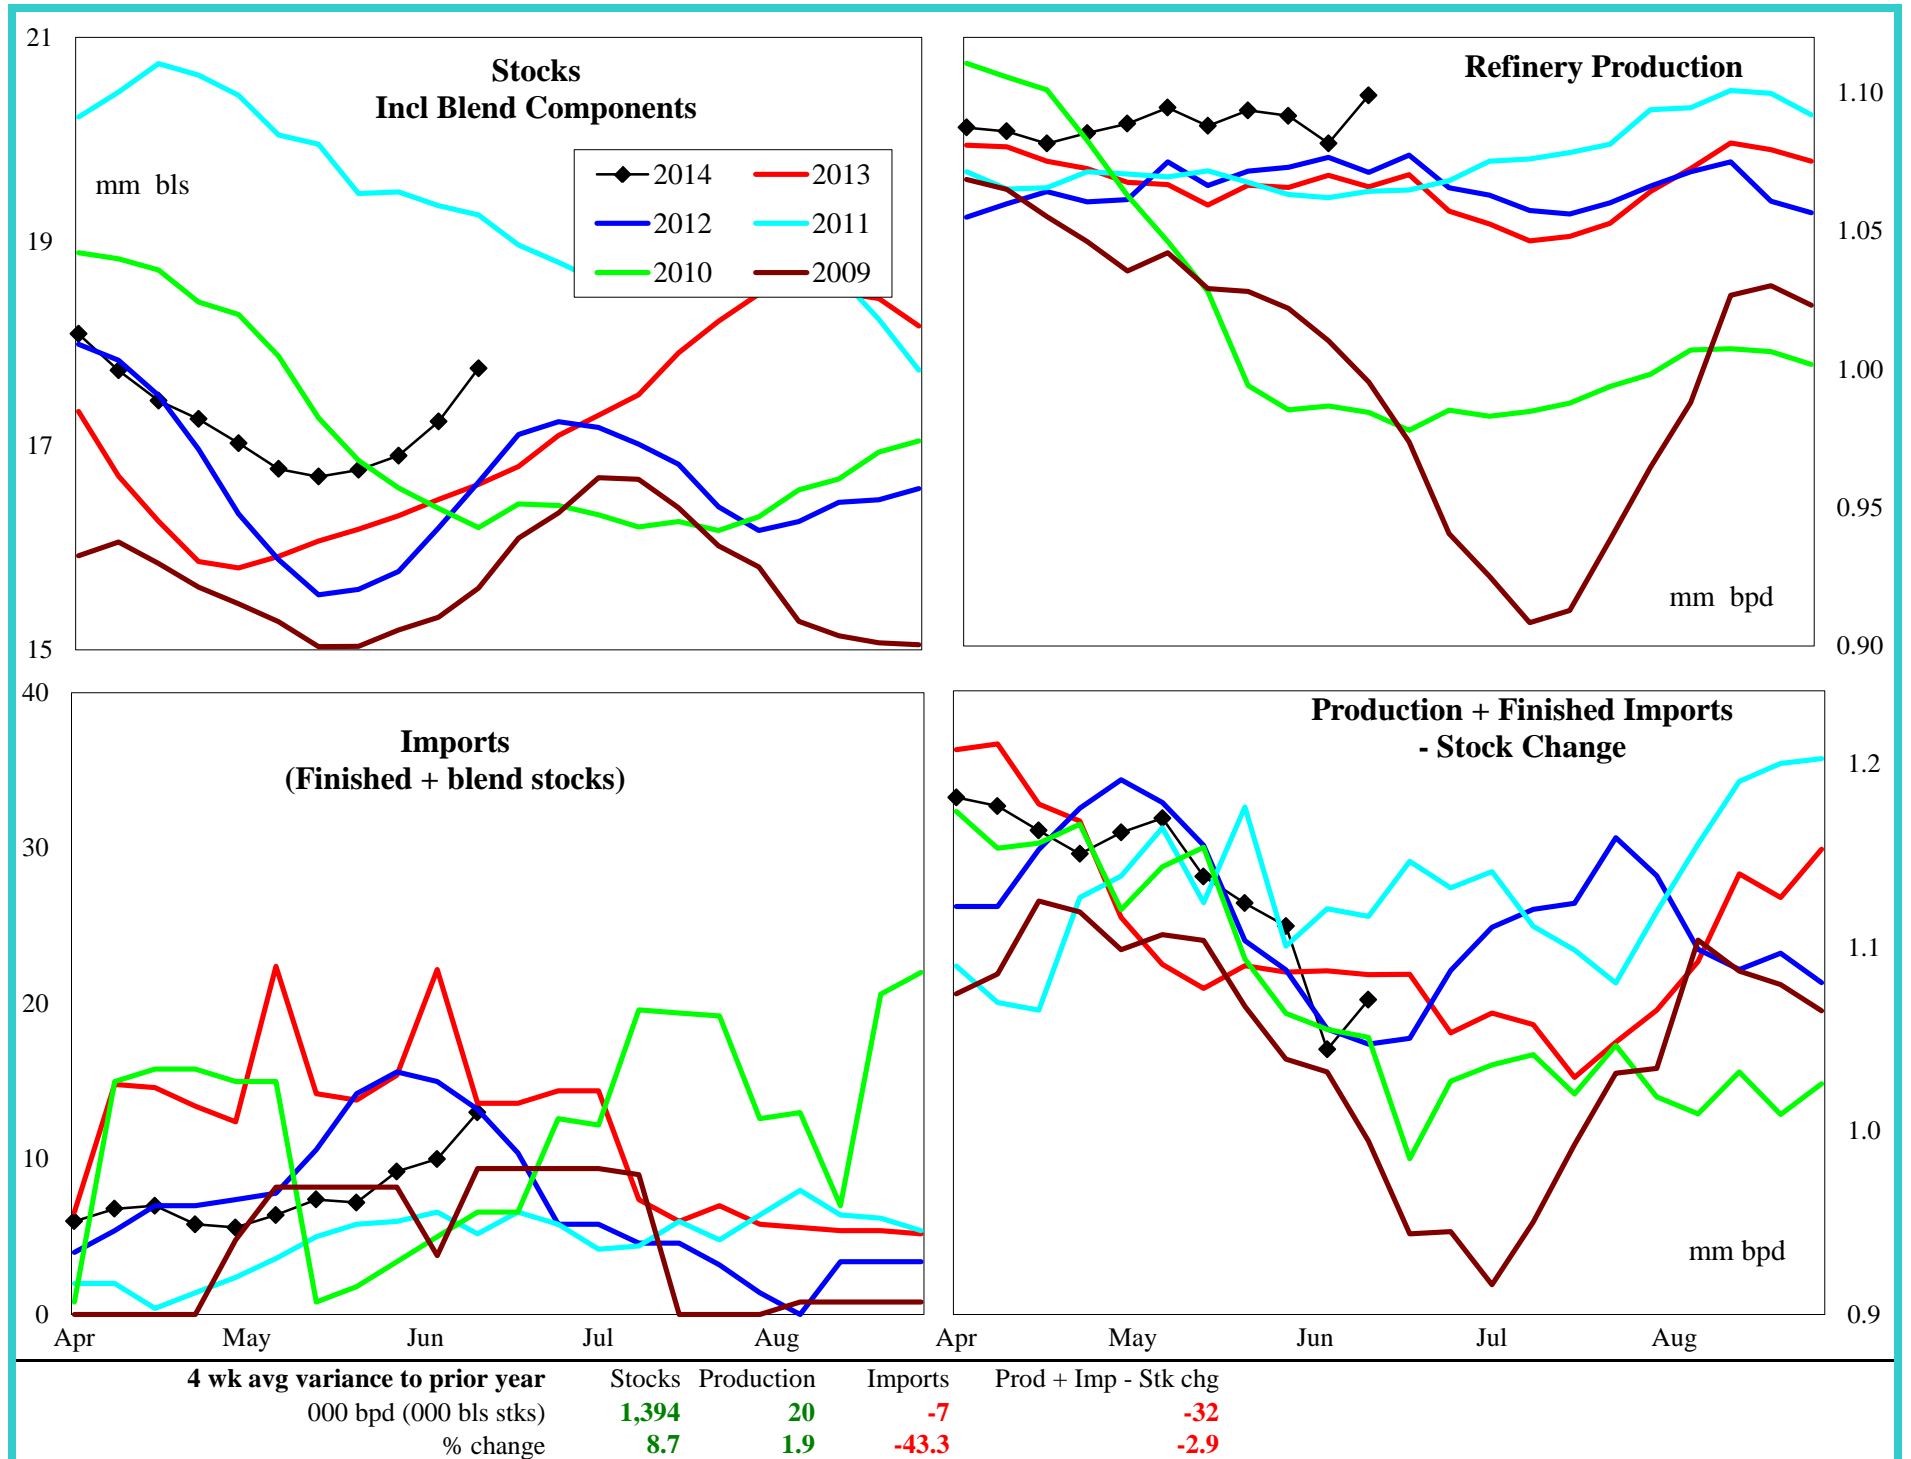 Stocks
Incl Blend Components
mm bls
21
19
17
15
2014
2013
2012
2011
2010
2009
Refinery Production
mm bpd
1.10
1.05
1.00
0.95
0.90
Imports
(Finished + blend stocks)
40
30
20
10
0
Apr May Jun Jul Aug
Production + Finished Imports
- Stock Change
mm bpd
1.2
1.1
1.0
0.9
Apr May Jun Jul Aug
4 wk avg variance to prior year Stocks Production Imports Prod + Imp - Stk chg
000 bpd (000 bls stks) 1,394 20 -7 -32
% change 8.7 1.9 -43.3 -2.9